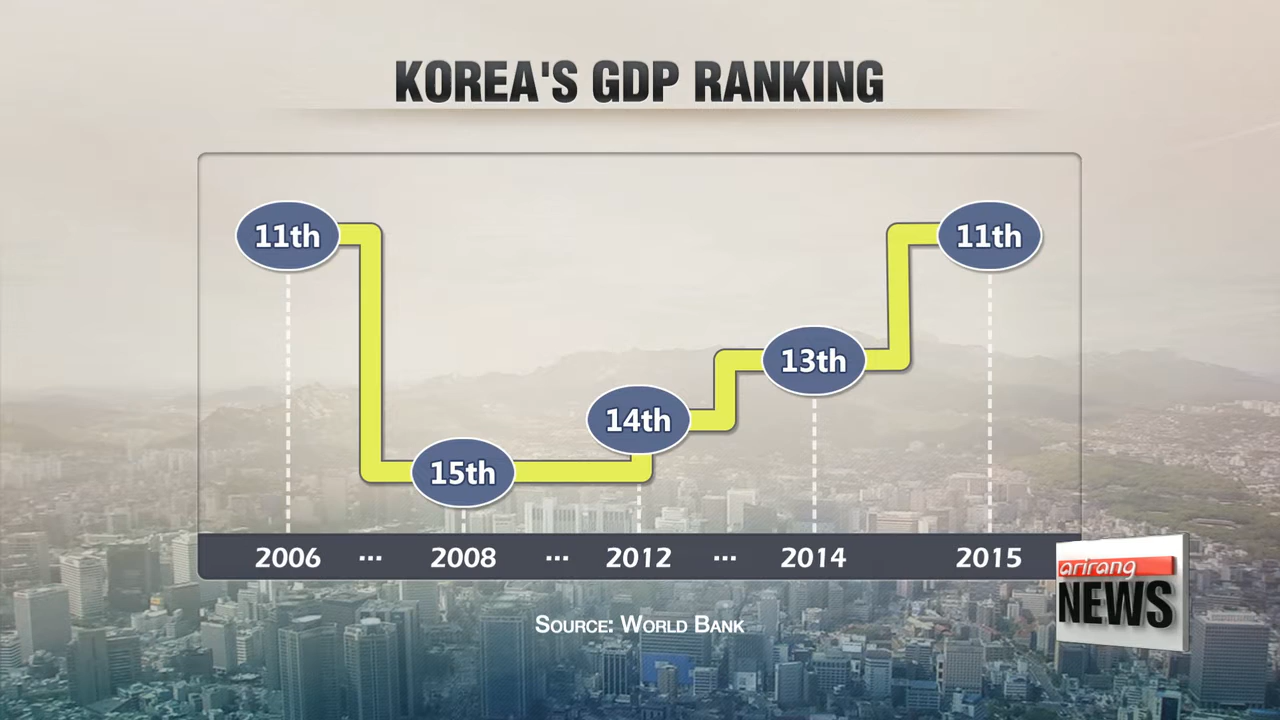 KOREA'S GDP RANKING
11th
11th
13th
14th
15th
2006 ... 2008 ... 2012 ... 2014 2015
arirang
NEWS
SOURCE: WORLD BANK